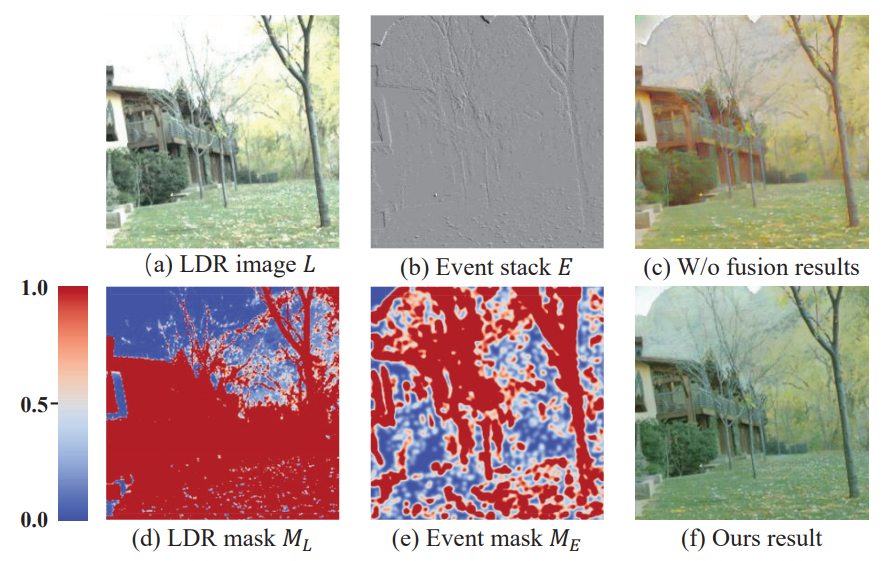 (a) LDR image L
(b) Event stack E
(c) W/o fusion results
1.0
0.5
0.0
(d) LDR mask M_L
(e) Event mask M_E
(f) Ours result